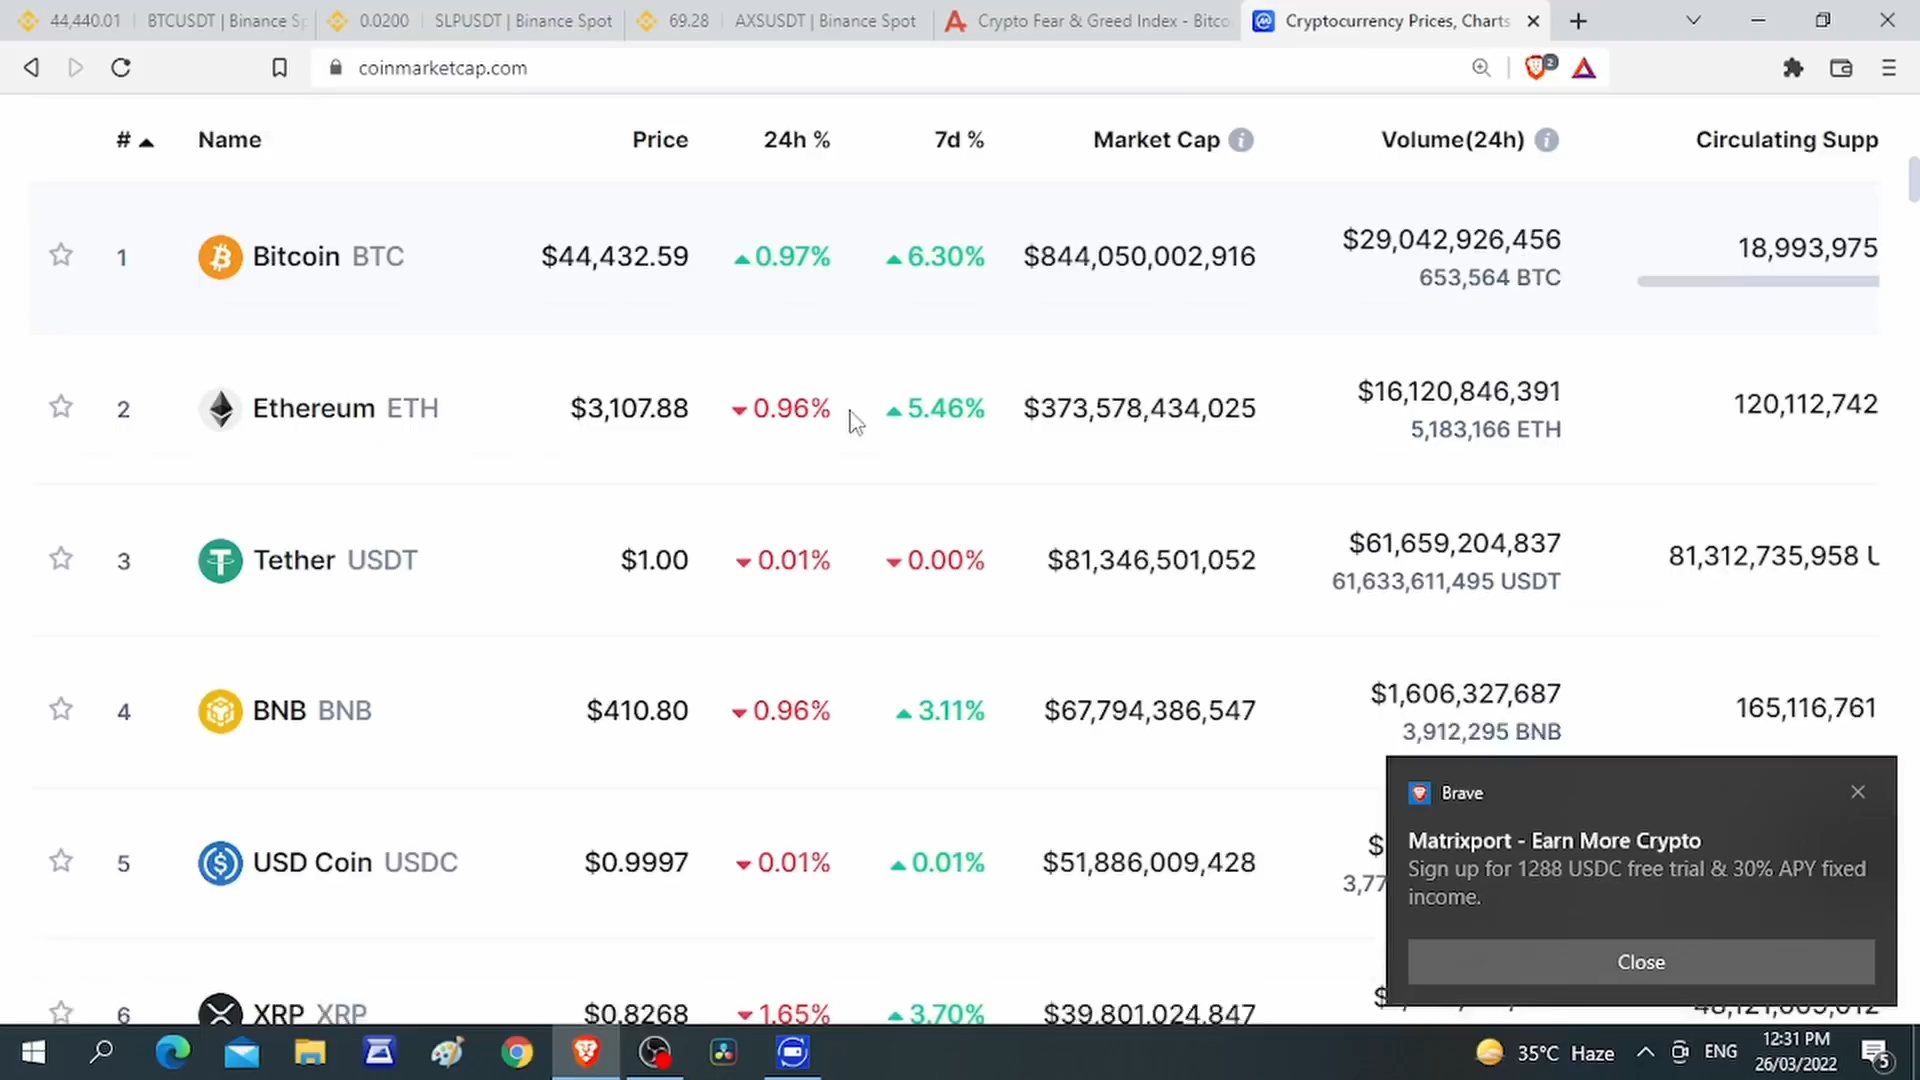 44,440.01 BTCUSDT | Binance Sp
0.0200 SLPUSDT | Binance Spot
69.28 AXSUSDT | Binance Spot
Crypto Fear & Greed Index - Bitco
Cryptocurrency Prices, Charts
coinmarketcap.com
2
# Name Price 24h % 7d % Market Cap Volume(24h) Circulating Supp
1 Bitcoin BTC $44,432.59 0.97% 6.30% $844,050,002,916 $29,042,926,456 18,993,975
653,564 BTC
2 Ethereum ETH $3,107.88 0.96% 5.46% $373,578,434,025 $16,120,846,391 120,112,742
5,183,166 ETH
3 Tether USDT $1.00 0.01% 0.00% $81,346,501,052 $61,659,204,837 81,312,735,958 U
61,633,611,495 USDT
4 BNB BNB $410.80 0.96% 3.11% $67,794,386,547 $1,606,327,687 165,116,761
3,912,295 BNB
5 USD Coin USDC $0.9997 0.01% 0.01% $51,886,009,428 $
3,77
6 XRP XRP $0.8268 1.65% 3.70% $39,801,024,847 $
Brave
Matrixport - Earn More Crypto
Sign up for 1288 USDC free trial & 30% APY fixed
income.
Close
35°C Haze
ENG
12:31 PM
26/03/2022
5